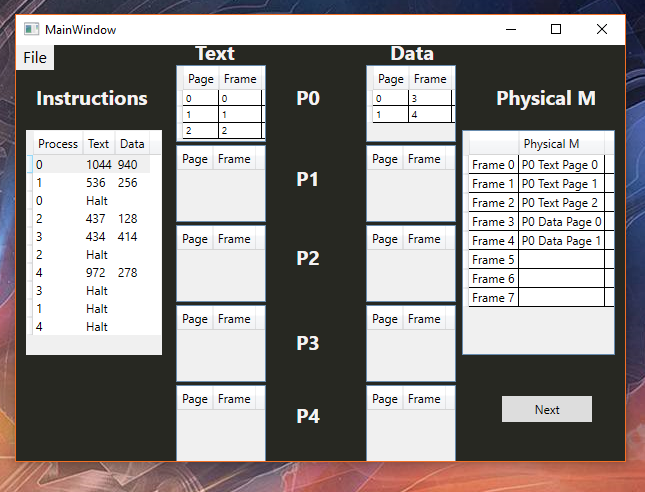 MainWindow
File
Text
Data
Instructions
Physical M
Process Text Data
0 1044 940
1 536 256
0 Halt
2 437 128
3 434 414
2 Halt
4 972 278
3 Halt
1 Halt
4 Halt
Page Frame
0 0
1 1
2 2
P0
Page Frame
0 3
1 4
Page Frame
P1
Page Frame
Page Frame
P2
Page Frame
Page Frame
P3
Page Frame
Page Frame
P4
Page Frame
Physical M
Frame 0 P0 Text Page 0
Frame 1 P0 Text Page 1
Frame 2 P0 Text Page 2
Frame 3 P0 Data Page 0
Frame 4 P0 Data Page 1
Frame 5
Frame 6
Frame 7
Next